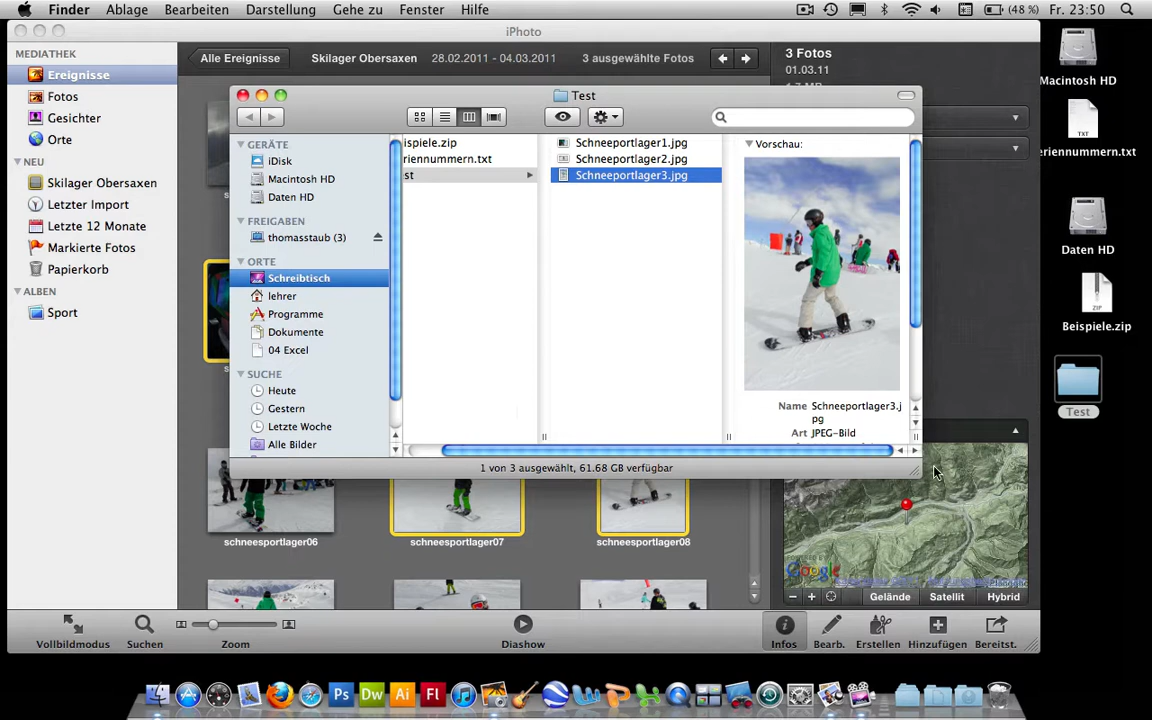 Finder Ablage Bearbeiten Darstellung Gehe zu Fenster Hilfe (48 %) Fr. 23:50
iPhoto
MEDIATHEK
Ereignisse
Fotos
Gesichter
Orte
NEU
Skilager Obersaxen
Letzter Import
Letzte 12 Monate
Markierte Fotos
Papierkorb
ALBEN
Sport
Alle Ereignisse Skilager Obersaxen 28.02.2011 - 04.03.2011 3 ausgewählte Fotos
3 Fotos
01.03.11
Test
GERÄTE
iDisk
Macintosh HD
Daten HD
FREIGABEN
thomasstaub (3)
ORTE
Schreibtisch
lehrer
Programme
Dokumente
04 Excel
SUCHE
Heute
Gestern
Letzte Woche
Alle Bilder
ispiele.zip
eriennummern.txt
st
Schneeportlager1.jpg
Schneeportlager2.jpg
Schneeportlager3.jpg
Vorschau:
Name Schneeportlager3.j
pg
Art JPEG-Bild
1 von 3 ausgewählt, 61.68 GB verfügbar
schneesportlager06
schneesportlager07
schneesportlager08
POWERED BY
Google
Gelände Satellit Hybrid
Vollbildmodus Suchen Zoom Diashow Infos Bearb. Erstellen Hinzufügen Bereitst.
Macintosh HD
TXT
eriennummern.txt
Daten HD
ZIP
Beispiele.zip
Test
Ps Dw Ai Fl